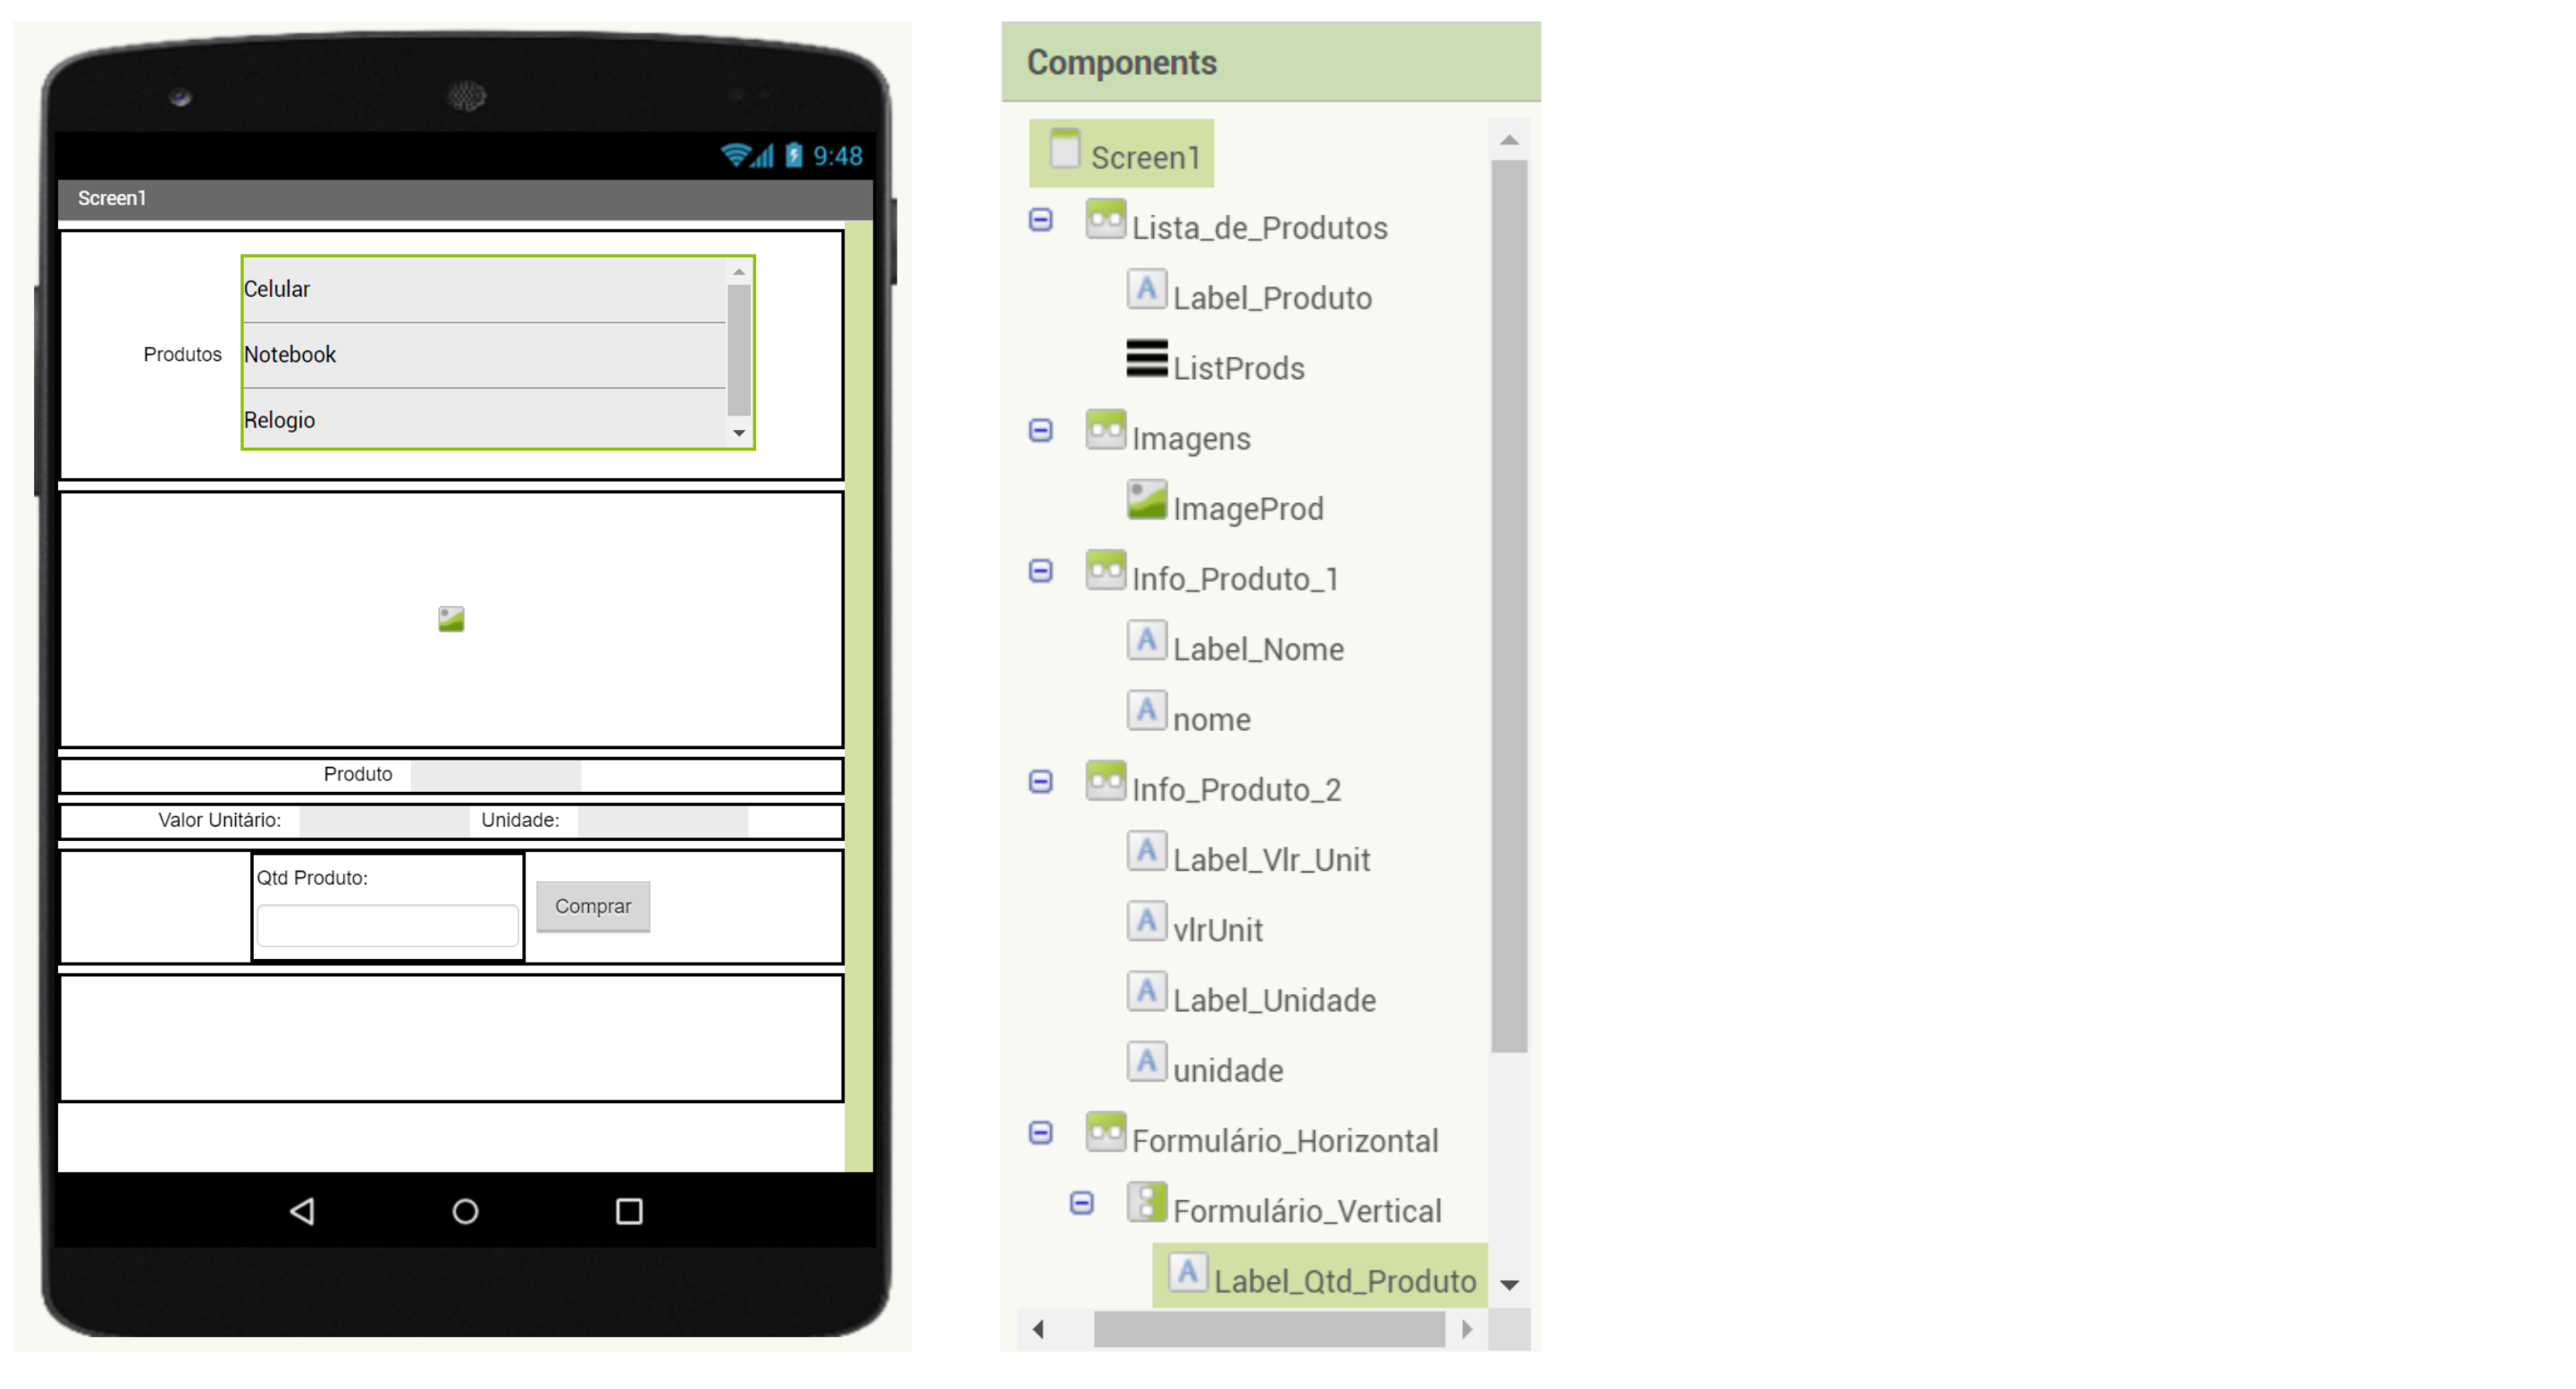 9:48
Screen1
Produtos
Celular
Notebook
Relogio
Produto
Valor Unitário: Unidade:
Qtd Produto:
Comprar
Components
Screen1
Lista_de_Produtos
Label_Produto
ListProds
Imagens
ImageProd
Info_Produto_1
Label_Nome
nome
Info_Produto_2
Label_Vlr_Unit
vlrUnit
Label_Unidade
unidade
Formulário_Horizontal
Formulário_Vertical
Label_Qtd_Produto